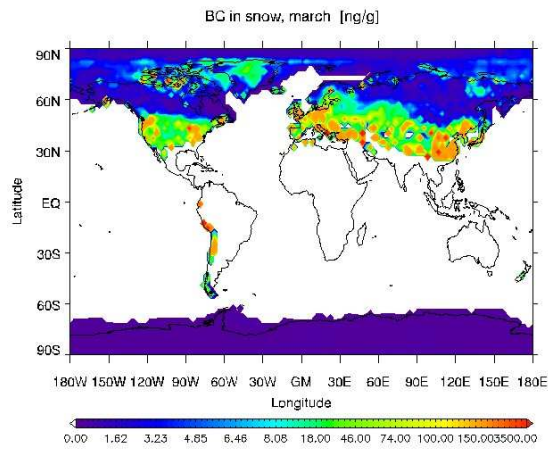 BC in snow, march [ng/g]
90N
60N
30N
EQ
30S
60S
90S
Latitude
180W 150W 120W 90W 60W 30W GM 30E 60E 90E 120E 150E 180E
Longitude
0.00 1.62 3.23 4.85 6.46 8.08 18.00 46.00 74.00 100.00 150.00 3500.00